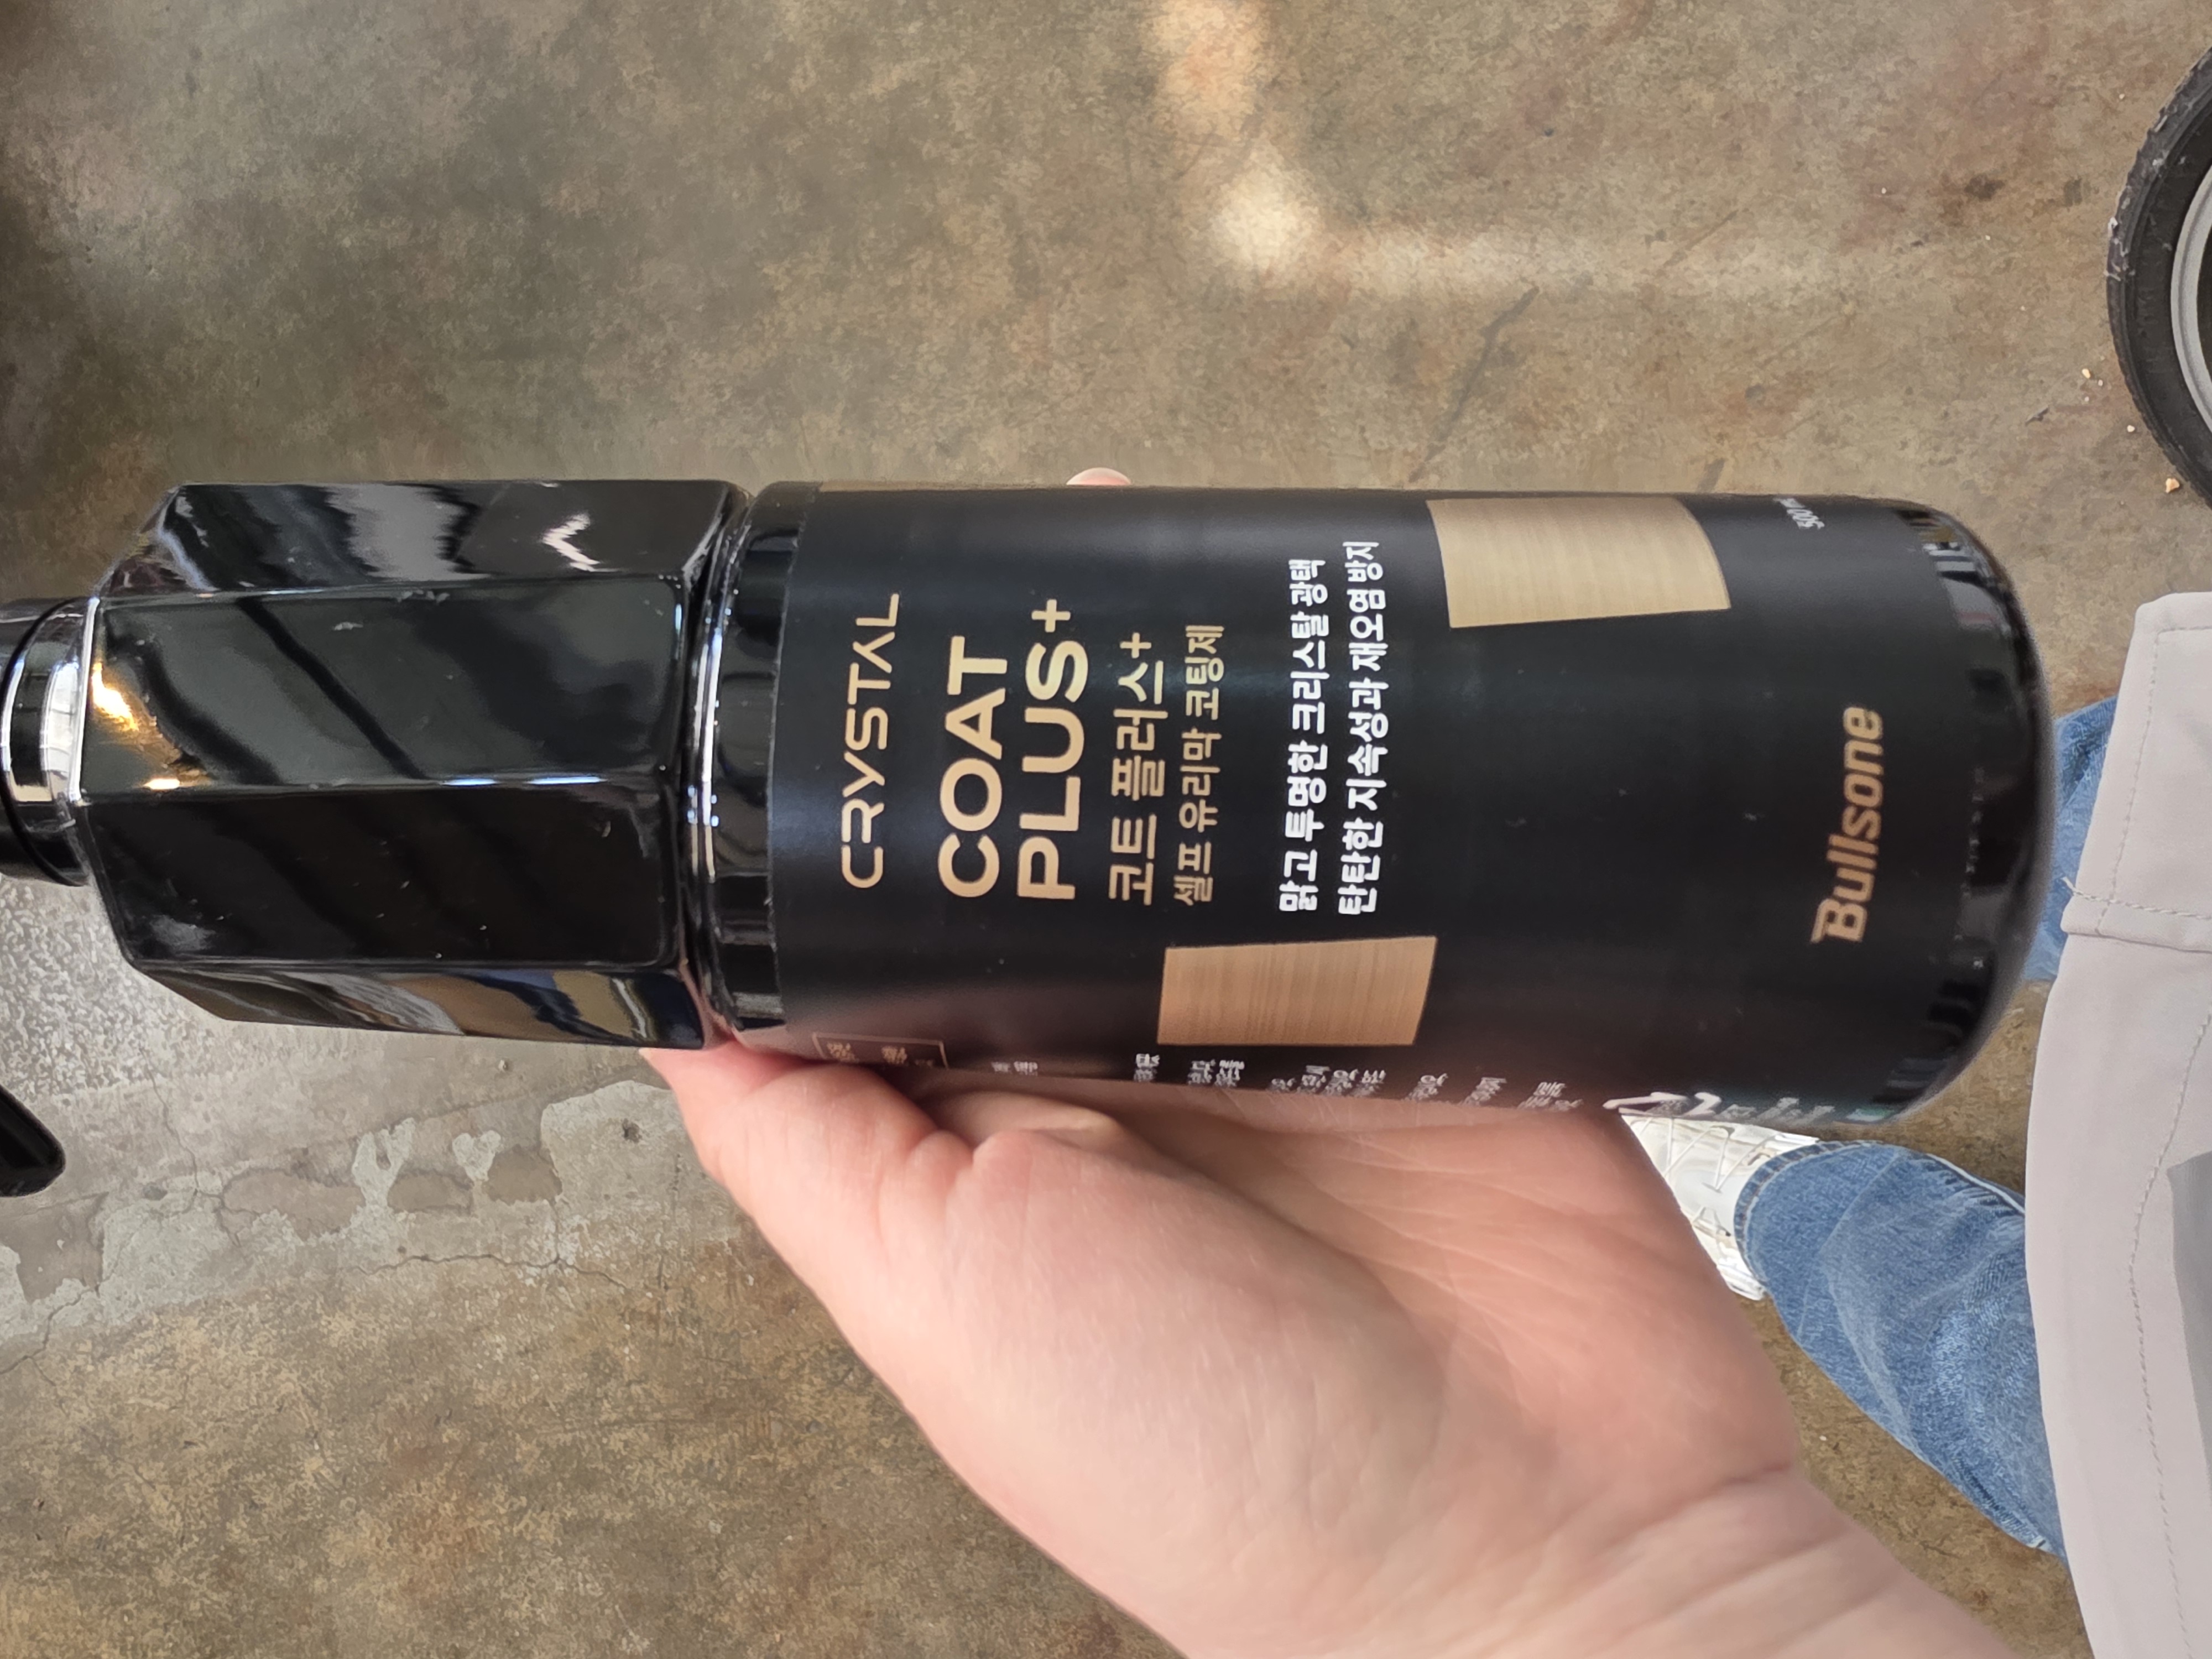 CRYSTAL
COAT
PLUS+
코트 플러스+
셀프 유리막 코팅제
맑고 투명한 크리스탈 광택
탄탄한 지속성과 재오염 방지
Bullsone